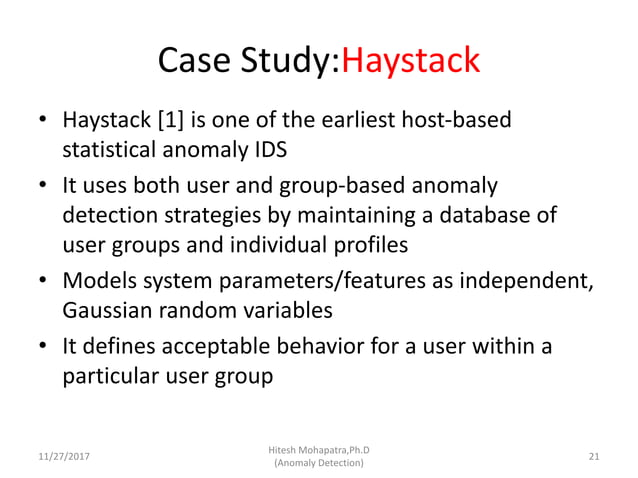 Case Study:Haystack
• Haystack [1] is one of the earliest host-based
statistical anomaly IDS
• It uses both user and group-based anomaly
detection strategies by maintaining a database of
user groups and individual profiles
• Models system parameters/features as independent,
Gaussian random variables
• It defines acceptable behavior for a user within a
particular user group
11/27/2017
Hitesh Mohapatra,Ph.D
(Anomaly Detection)
21